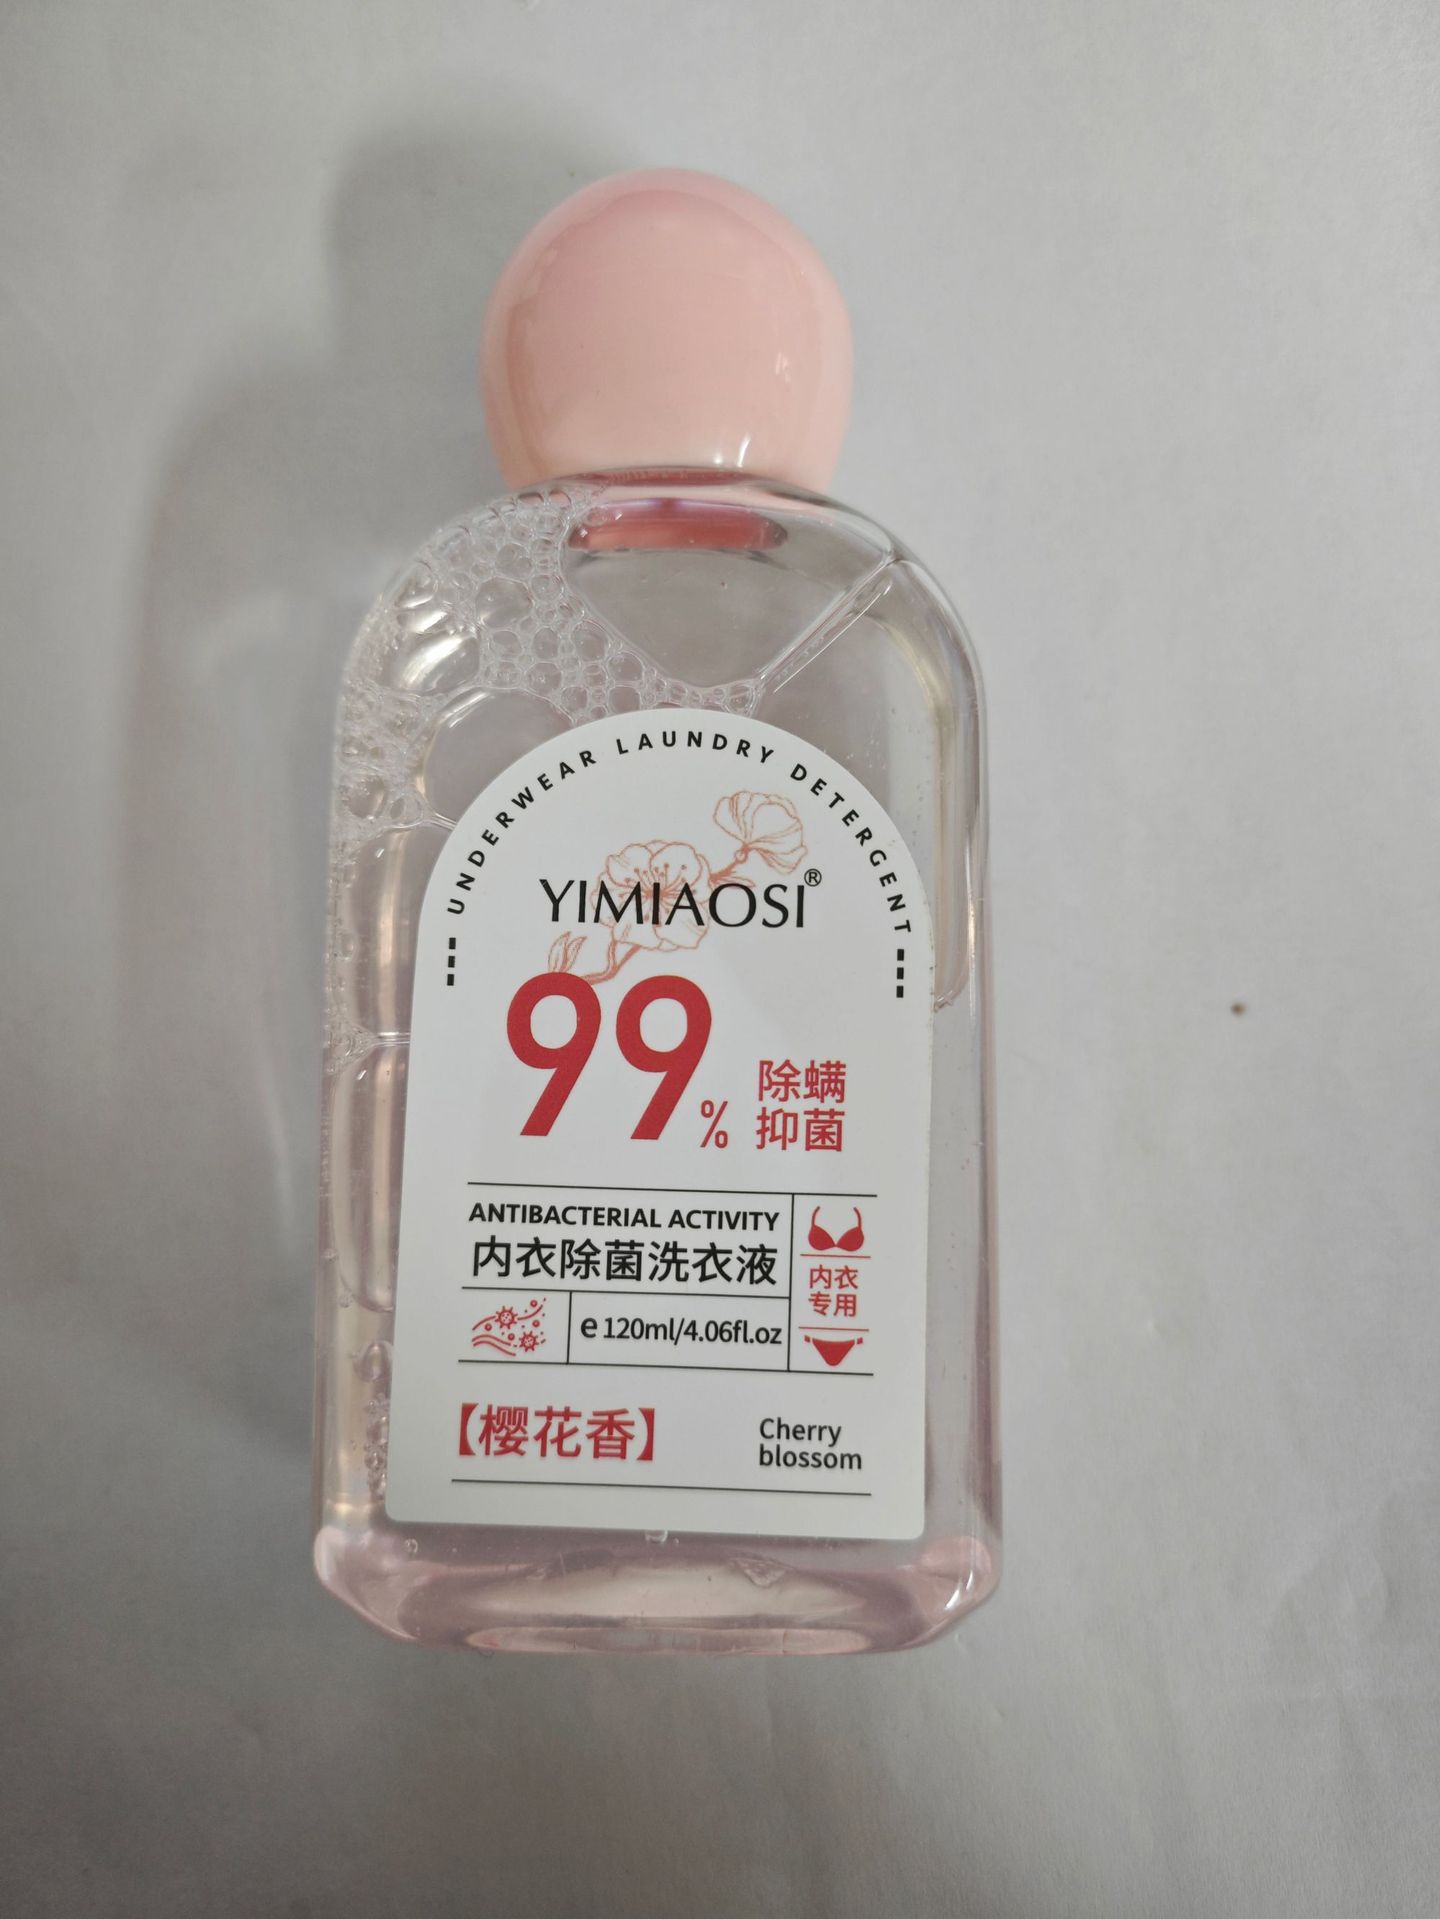 UNDERWEAR LAUNDRY DETERGENT
YIMIAOSI®
99%
除螨
抑菌
ANTIBACTERIAL ACTIVITY
内衣除菌洗衣液
内衣
专用
e 120ml/4.06fl.oz
【樱花香】
Cherry
blossom